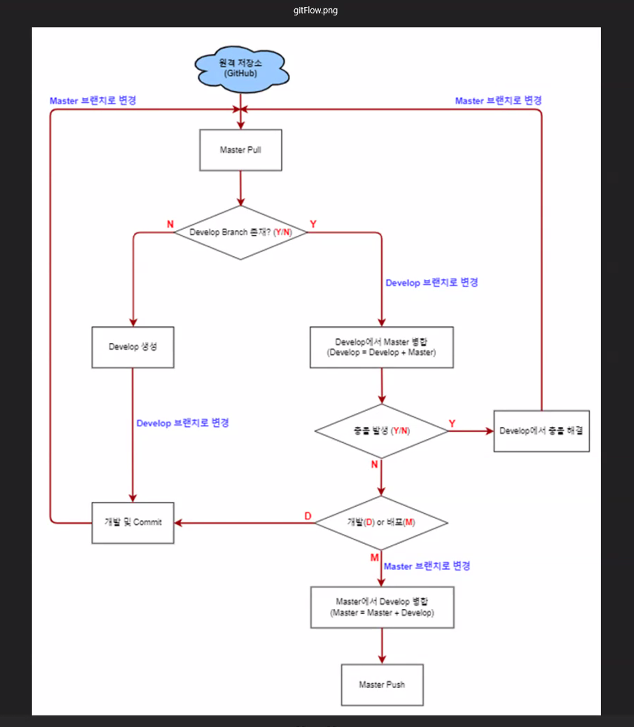 gitFlow.png
원격 저장소
(GitHub)
Master 브랜치로 변경
Master 브랜치로 변경
Master Pull
N
Y
Develop Branch 존재? (Y/N)
Develop 브랜치로 변경
Develop 생성
Develop에서 Master 병합
(Develop = Develop + Master)
Develop 브랜치로 변경
충돌 발생 (Y/N)
Y
Develop에서 충돌 해결
N
개발 및 Commit
D
개발(D) or 배포(M)
M
Master 브랜치로 변경
Master에서 Develop 병합
(Master = Master + Develop)
Master Push